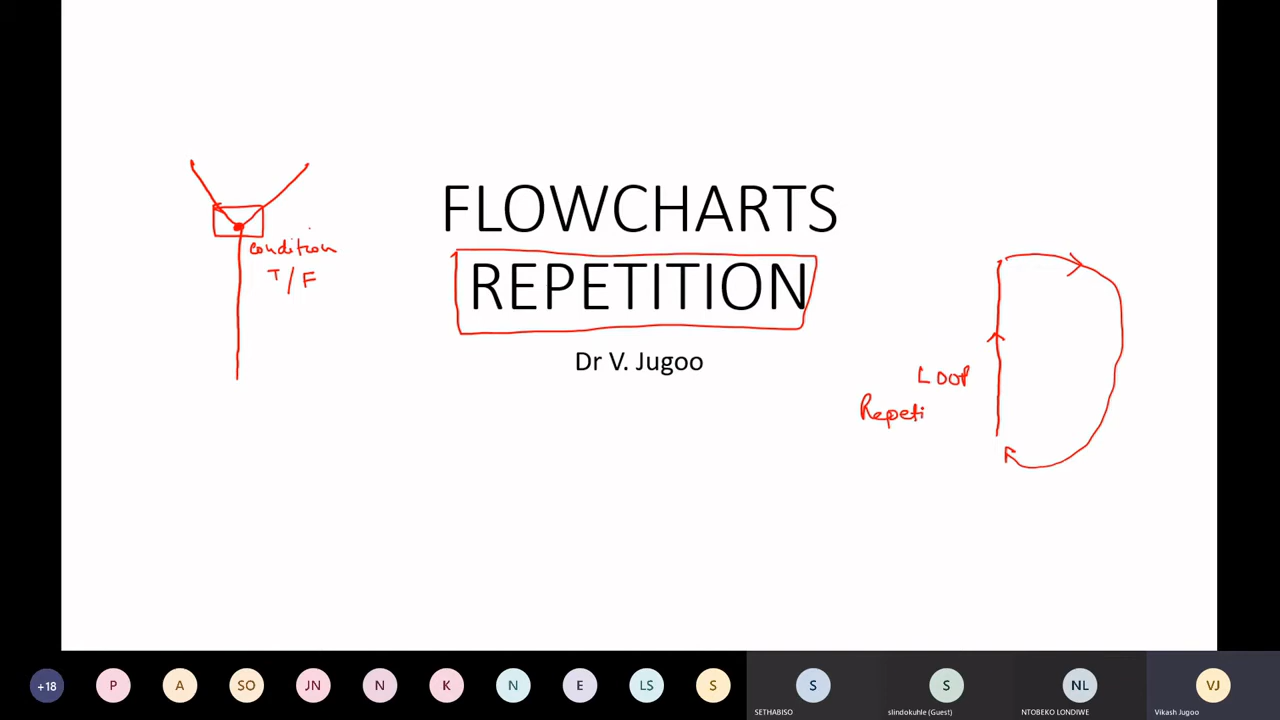 FLOWCHARTS
REPETITION
Dr V. Jugoo
condition
T/F
LOOP
Repeti
+18
P
A
SO
JN
N
K
N
E
LS
S
S
SETHABISO
S
slindokuhle (Guest)
NL
NTOBEKO LONDIWE
VJ
Vikash Jugoo